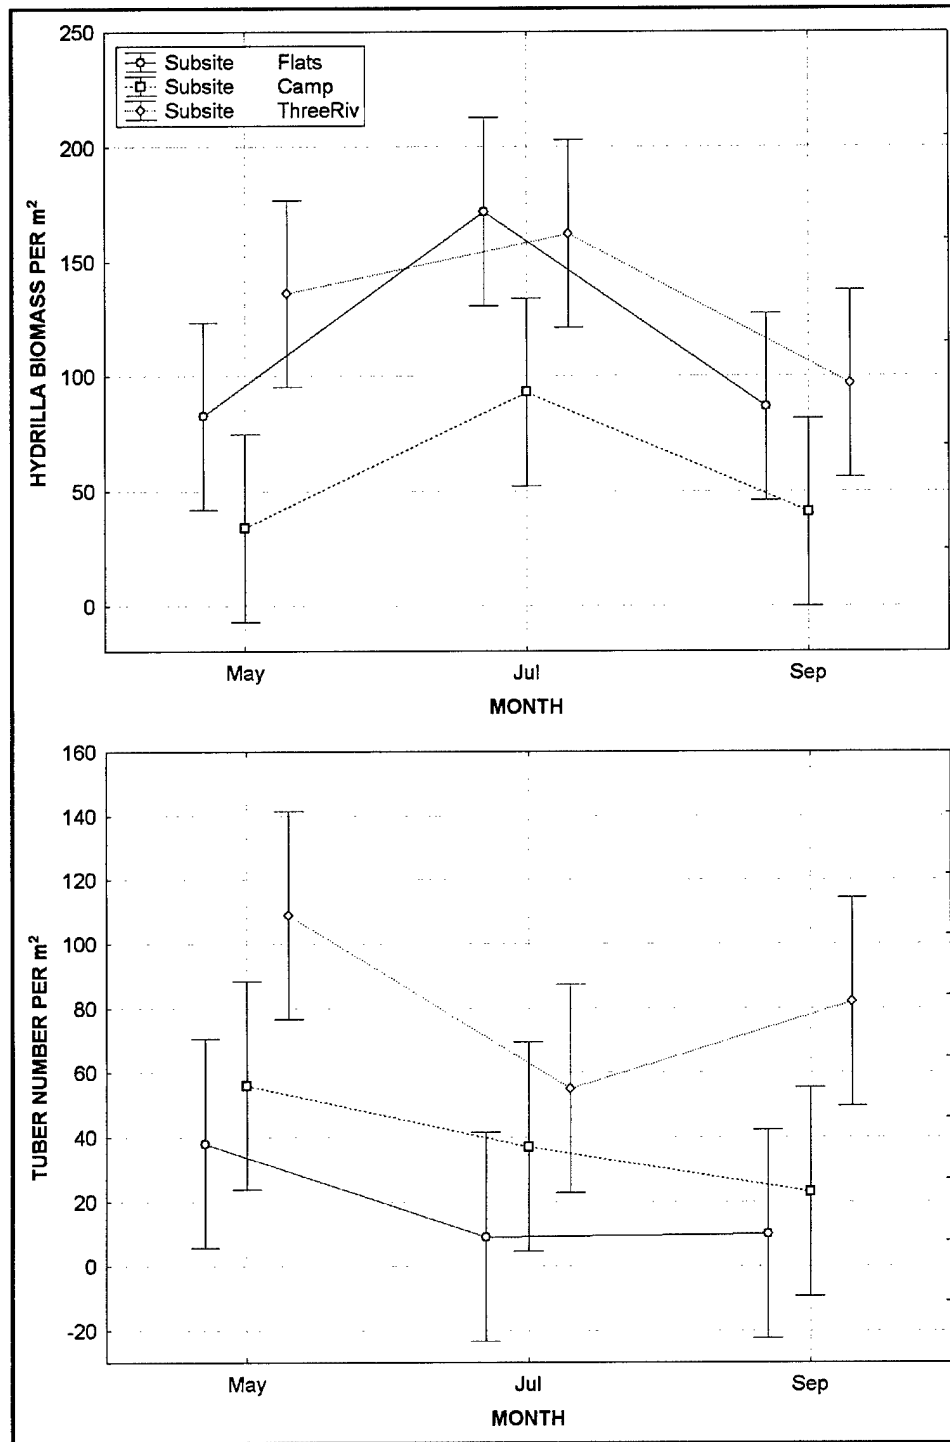 250
200
150
100
50
0
HYDRILLA BIOMASS PER m²
Subsite Flats
Subsite Camp
Subsite ThreeRiv
May Jul Sep
MONTH
160
140
120
100
80
60
40
20
0
-20
TUBER NUMBER PER m²
May Jul Sep
MONTH